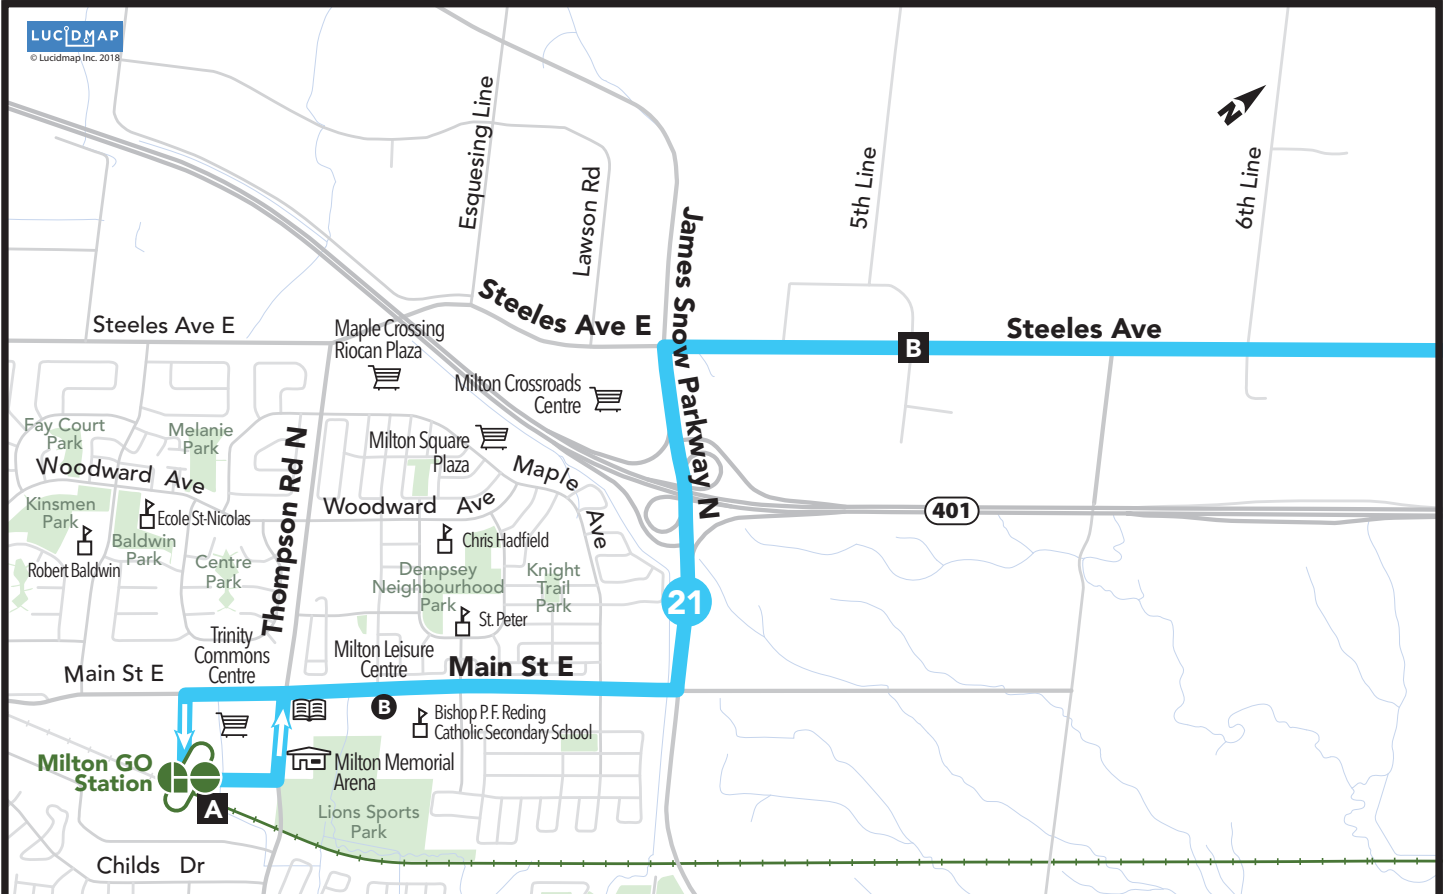 LUCIDMAP
© Lucidmap Inc. 2018
N
Esquesing Line
Lawson Rd
5th Line
6th Line
James Snow Parkway N
Steeles Ave E
Steeles Ave E
Steeles Ave
B
Maple Crossing
Riocan Plaza
Milton Crossroads
Centre
Milton Square
Plaza
Fay Court
Park
Melanie
Park
Woodward Ave
Thompson Rd N
Woodward Ave
Maple Ave
401
Kinsmen
Park
Ecole St-Nicolas
Baldwin
Park
Robert Baldwin
Centre
Park
Chris Hadfield
Dempsey
Neighbourhood
Park
Knight
Trail
Park
St. Peter
21
Trinity
Commons
Centre
Milton Leisure
Centre
Main St E
Main St E
B
Bishop P. F. Reding
Catholic Secondary School
Milton GO
Station
A
Milton Memorial
Arena
Lions Sports
Park
Childs Dr